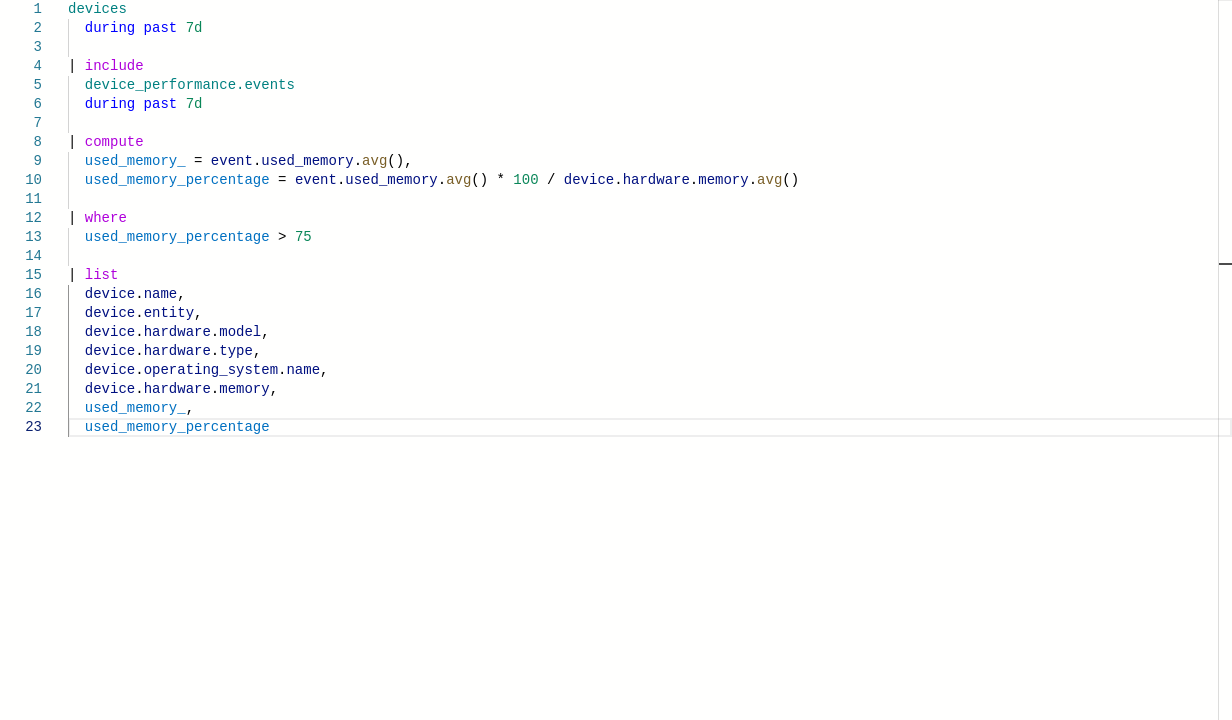 1 devices
2   during past 7d
3
4 | include
5   device_performance.events
6   during past 7d
7
8 | compute
9   used_memory_ = event.used_memory.avg(),
10   used_memory_percentage = event.used_memory.avg() * 100 / device.hardware.memory.avg()
11
12 | where
13   used_memory_percentage > 75
14
15 | list
16   device.name,
17   device.entity,
18   device.hardware.model,
19   device.hardware.type,
20   device.operating_system.name,
21   device.hardware.memory,
22   used_memory_,
23   used_memory_percentage